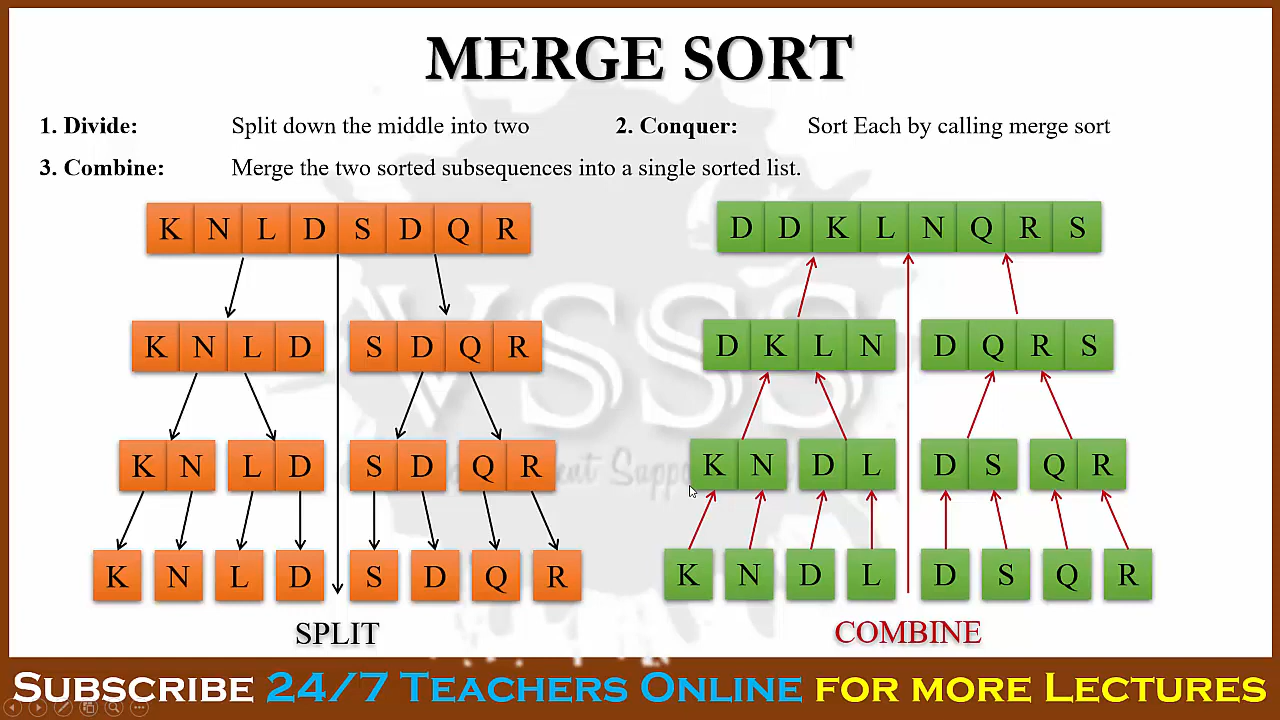 MERGE SORT
1. Divide: Split down the middle into two 2. Conquer: Sort Each by calling merge sort
3. Combine: Merge the two sorted subsequences into a single sorted list.
K N L D S D Q R
D D K L N Q R S
K N L D S D Q R
D K L N D Q R S
K N L D S D Q R
K N D L D S Q R
K N L D S D Q R
K N D L D S Q R
VSSS
SPLIT
COMBINE
SUBSCRIBE 24/7 TEACHERS ONLINE FOR MORE LECTURES